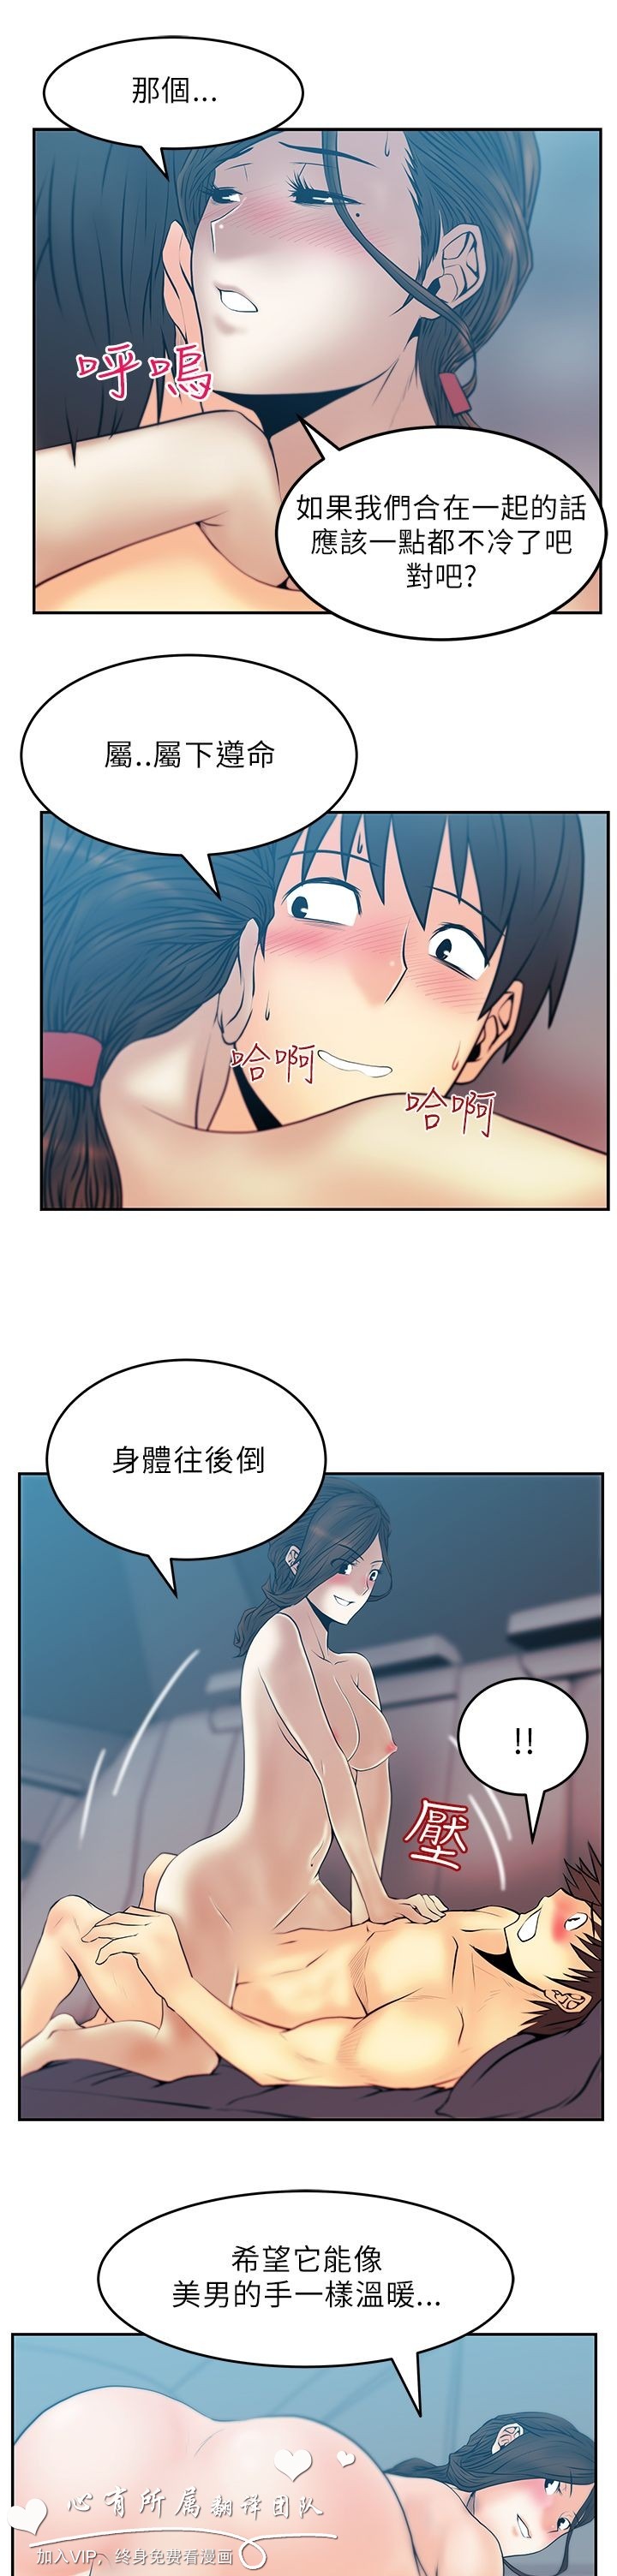 那個...
呼嗚
如果我們合在一起的話
應該一點都不冷了吧
對吧?
屬..屬下遵命
哈啊
哈啊
身體往後倒
!!
壓
希望它能像
美男的手一樣溫暖...
心有所属翻译团队
加入VIP，终身免费看漫画